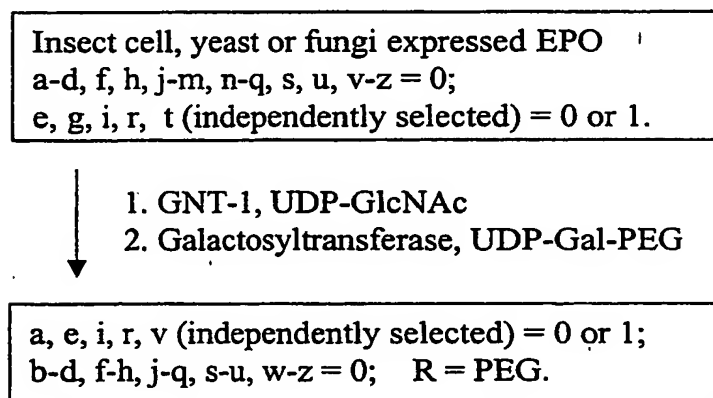 Insect cell, yeast or fungi expressed EPO
a-d, f, h, j-m, n-q, s, u, v-z = 0;
e, g, i, r, t (independently selected) = 0 or 1.
1. GNT-1, UDP-GlcNAc
2. Galactosyltransferase, UDP-Gal-PEG
a, e, i, r, v (independently selected) = 0 or 1;
b-d, f-h, j-q, s-u, w-z = 0; R = PEG.